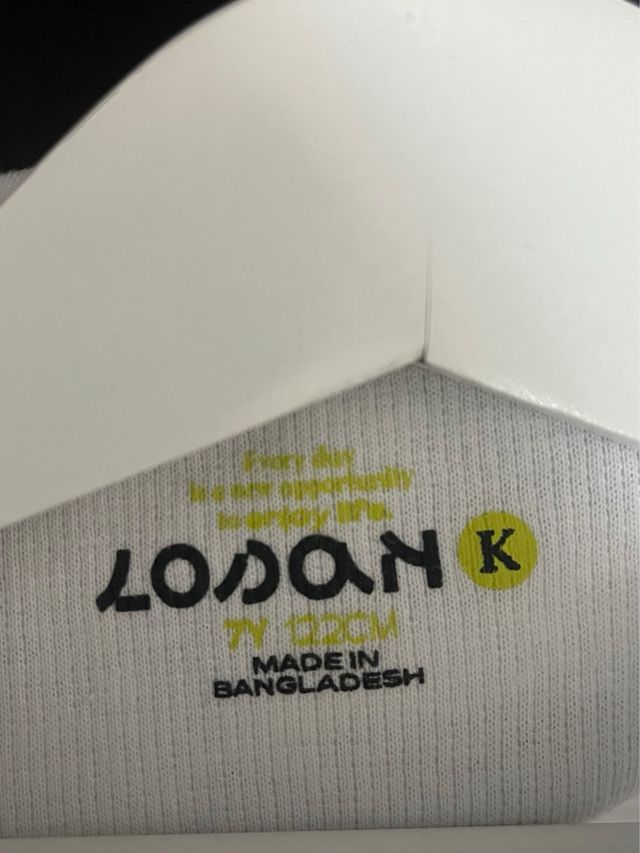 Every day
is a new opportunity
to enjoy life.
LOSAN K
7Y 122CM
MADE IN
BANGLADESH